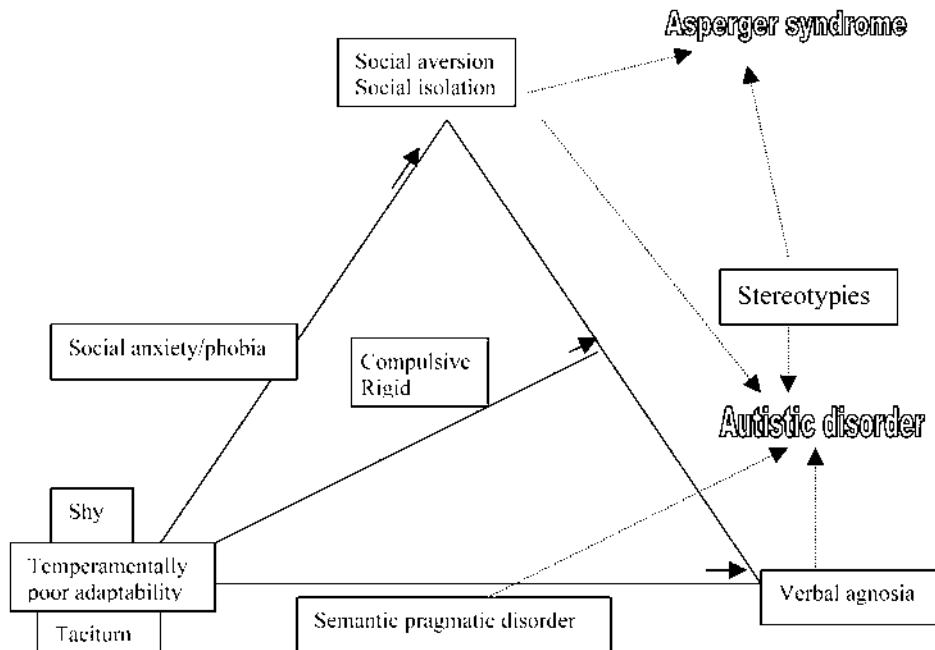 Asperger syndrome
Social aversion
Social isolation
Stereotypies
Social anxiety/phobia
Compulsive
Rigid
Autistic disorder
Shy
Temperamentally
poor adaptability
Taciturn
Semantic pragmatic disorder
Verbal agnosia